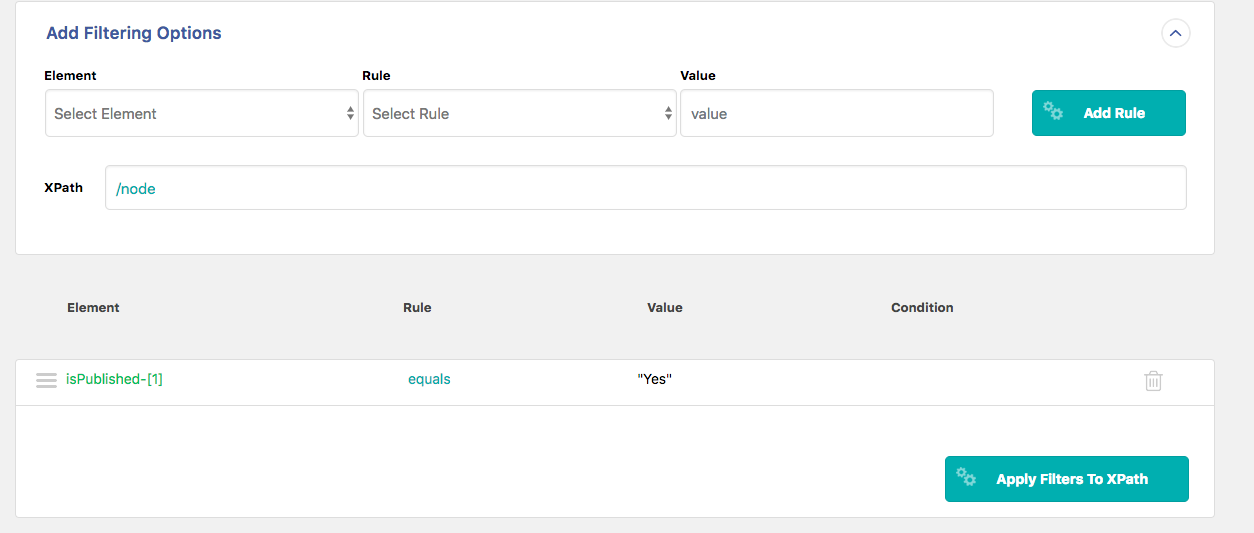 Add Filtering Options
Element Rule Value
Select Element Select Rule value Add Rule
XPath /node
Element Rule Value Condition
isPublished-[1] equals "Yes"
Apply Filters To XPath